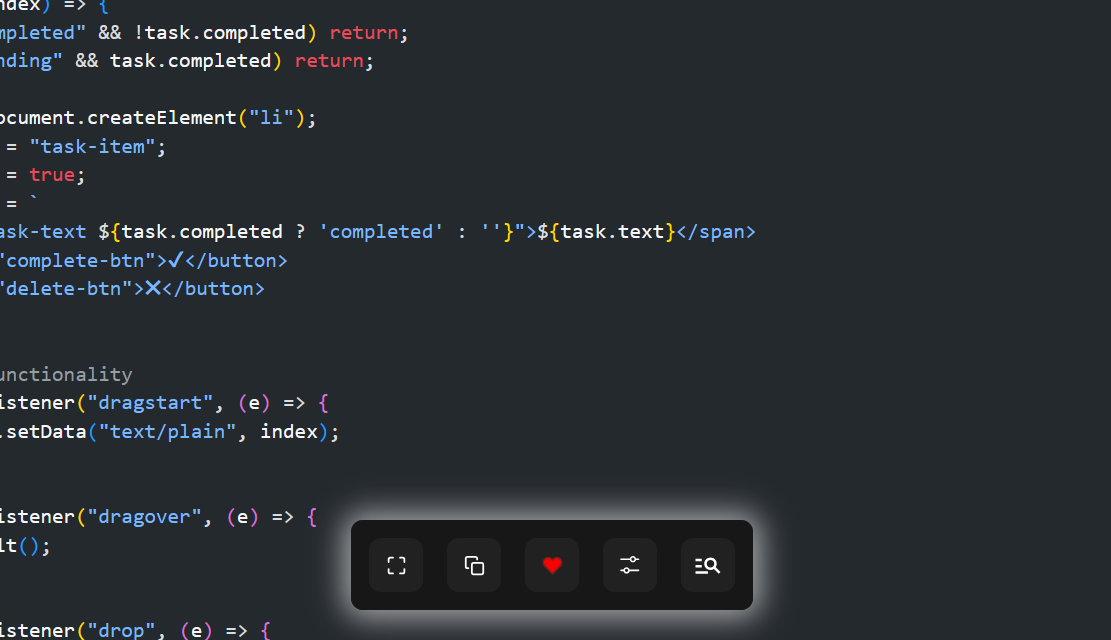 ndex) => {
mpleted" && !task.completed) return;
nding" && task.completed) return;
ocument.createElement("li");
= "task-item";
= true;
= `
ask-text ${task.completed ? 'completed' : ''}">${task.text}</span>
"complete-btn">✔</button>
"delete-btn">❌</button>
unctionality
istener("dragstart", (e) => {
.setData("text/plain", index);
istener("dragover", (e) => {
lt();
istener("drop", (e) => {